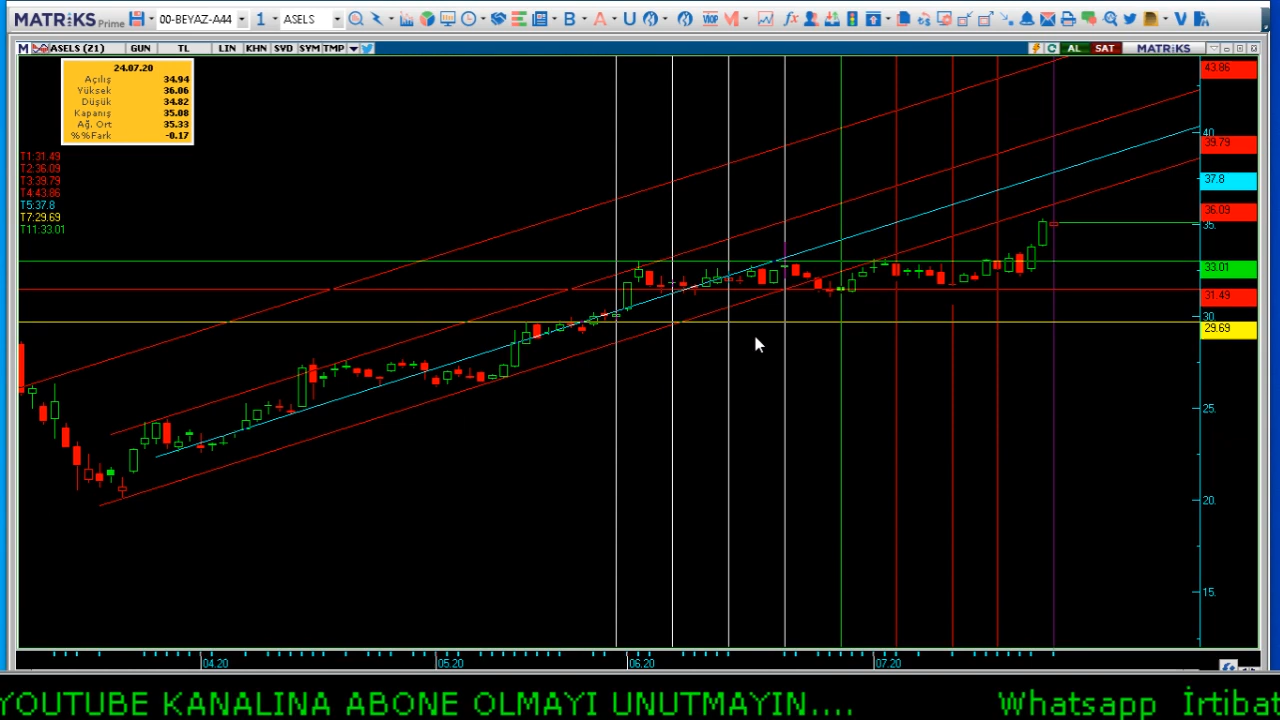 MATRiKS Prime 00-BEYAZ-A44 1 ASELS B A U VIOP M fx V
M ASELS (Z1) GUN TL LIN KHN SVD SYM TMP AL SAT MATRiKS
24.07.20
Açılış 34.94
Yüksek 36.06
Düşük 34.82
Kapanış 35.08
Ağ. Ort 35.33
%%Fark -0.17
T1:31.49
T2:36.09
T3:39.79
T4:43.86
T5:37.8
T7:29.69
T11:33.01
43.86
40.
39.79
37.8
36.09
35.
33.01
31.49
30.
29.69
25.
20.
15.
04.20 05.20 06.20 07.20
YOUTUBE KANALINA ABONE OLMAYI UNUTMAYIN.... Whatsapp İrtibat